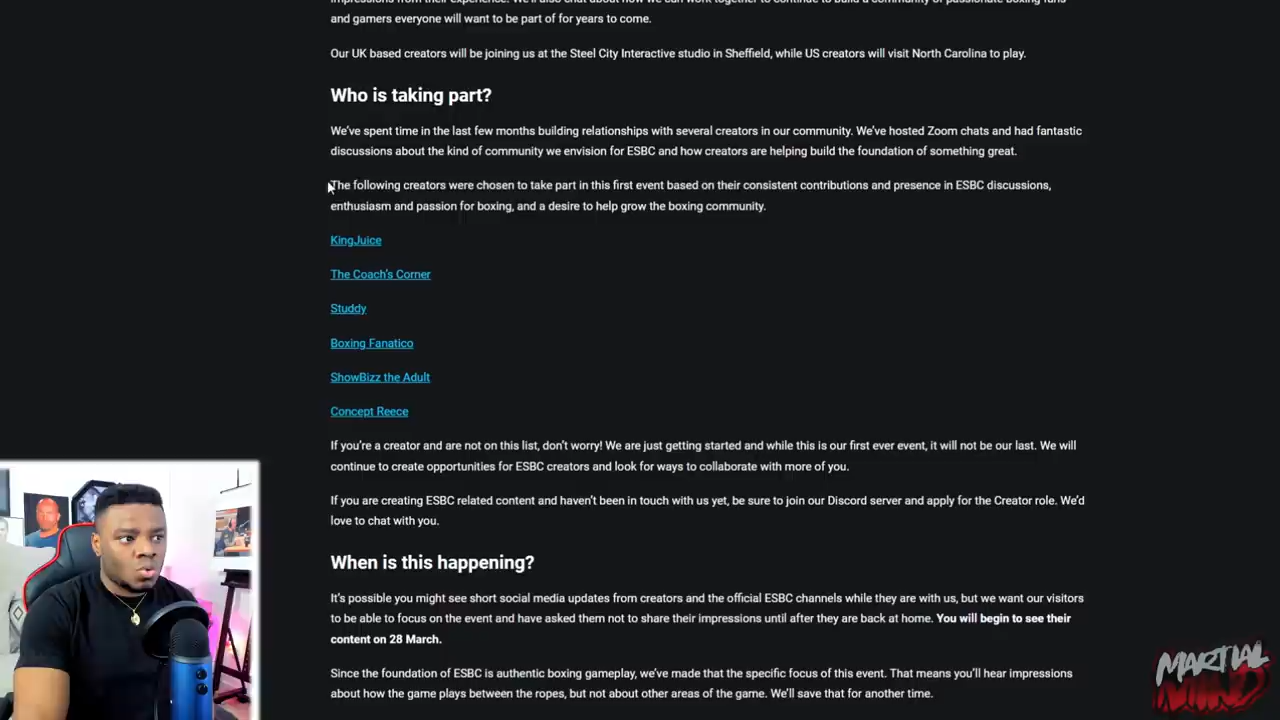 and gamers everyone will want to be part of for years to come.
Our UK based creators will be joining us at the Steel City Interactive studio in Sheffield, while US creators will visit North Carolina to play.
Who is taking part?
We've spent time in the last few months building relationships with several creators in our community. We've hosted Zoom chats and had fantastic
discussions about the kind of community we envision for ESBC and how creators are helping build the foundation of something great.
The following creators were chosen to take part in this first event based on their consistent contributions and presence in ESBC discussions,
enthusiasm and passion for boxing, and a desire to help grow the boxing community.
KingJuice
The Coach's Corner
Studdy
Boxing Fanatico
ShowBizz the Adult
Concept Reece
If you're a creator and are not on this list, don't worry! We are just getting started and while this is our first ever event, it will not be our last. We will
continue to create opportunities for ESBC creators and look for ways to collaborate with more of you.
If you are creating ESBC related content and haven't been in touch with us yet, be sure to join our Discord server and apply for the Creator role. We'd
love to chat with you.
When is this happening?
It's possible you might see short social media updates from creators and the official ESBC channels while they are with us, but we want our visitors
to be able to focus on the event and have asked them not to share their impressions until after they are back at home. You will begin to see their
content on 28 March.
Since the foundation of ESBC is authentic boxing gameplay, we've made that the specific focus of this event. That means you'll hear impressions
about how the game plays between the ropes, but not about other areas of the game. We'll save that for another time.
MARTIAL
MIND